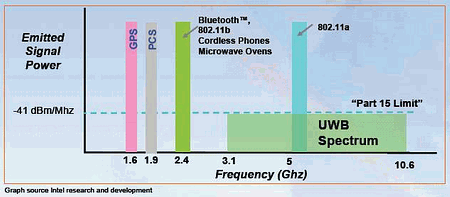 Emitted
Signal
Power
GPS
PCS
Bluetooth™,
802.11b
Cordless Phones
Microwave Ovens
802.11a
-41 dBm/Mhz
“Part 15 Limit”
UWB
Spectrum
1.6
1.9
2.4
3.1
5
10.6
Frequency (Ghz)
Graph source Intel research and development